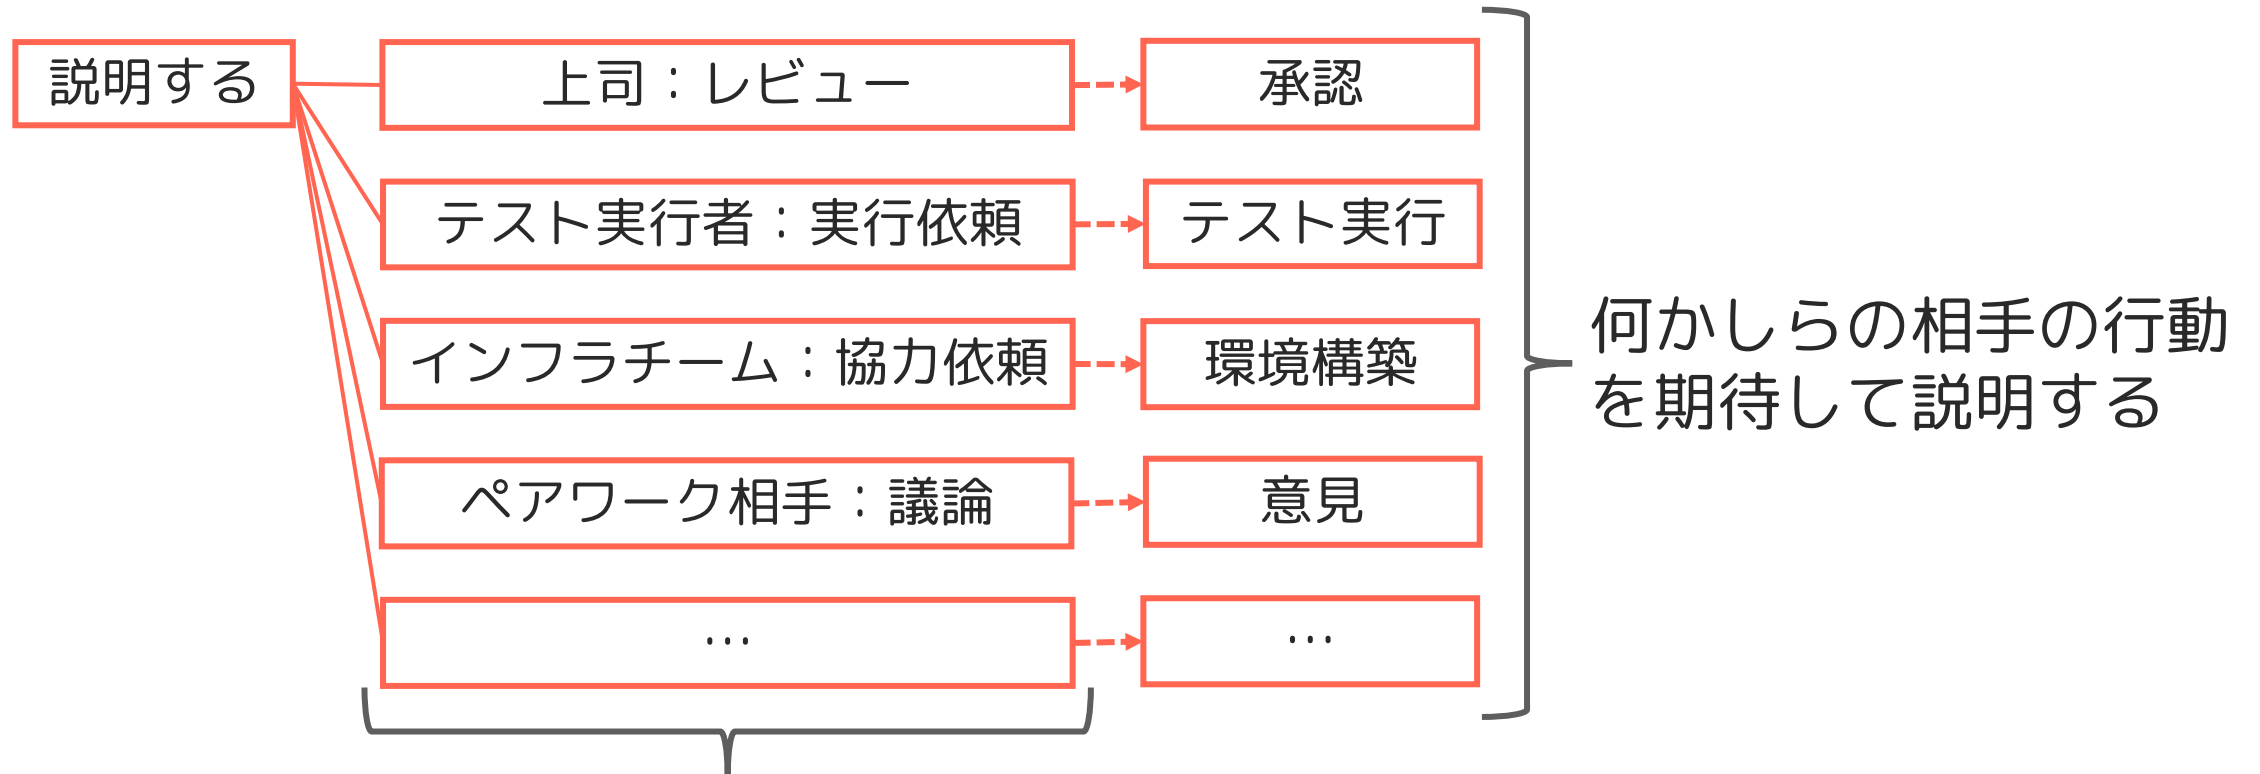 説明する
上司：レビュー
承認
テスト実行者：実行依頼
テスト実行
インフラチーム：協力依頼
環境構築
ペアワーク相手：議論
意見
…
…
何かしらの相手の行動
を期待して説明する